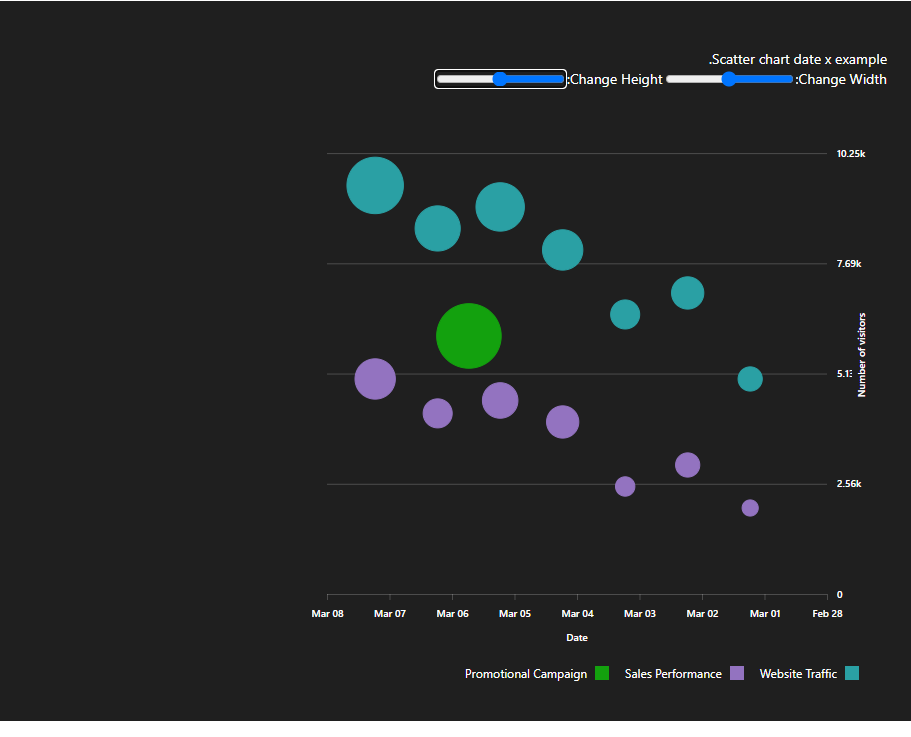 .Scatter chart date x example
:Change Height :Change Width
10.25k
7.69k
5.1
2.56k
0
Number of visitors
Mar 08 Mar 07 Mar 06 Mar 05 Mar 04 Mar 03 Mar 02 Mar 01 Feb 28
Date
Promotional Campaign Sales Performance Website Traffic